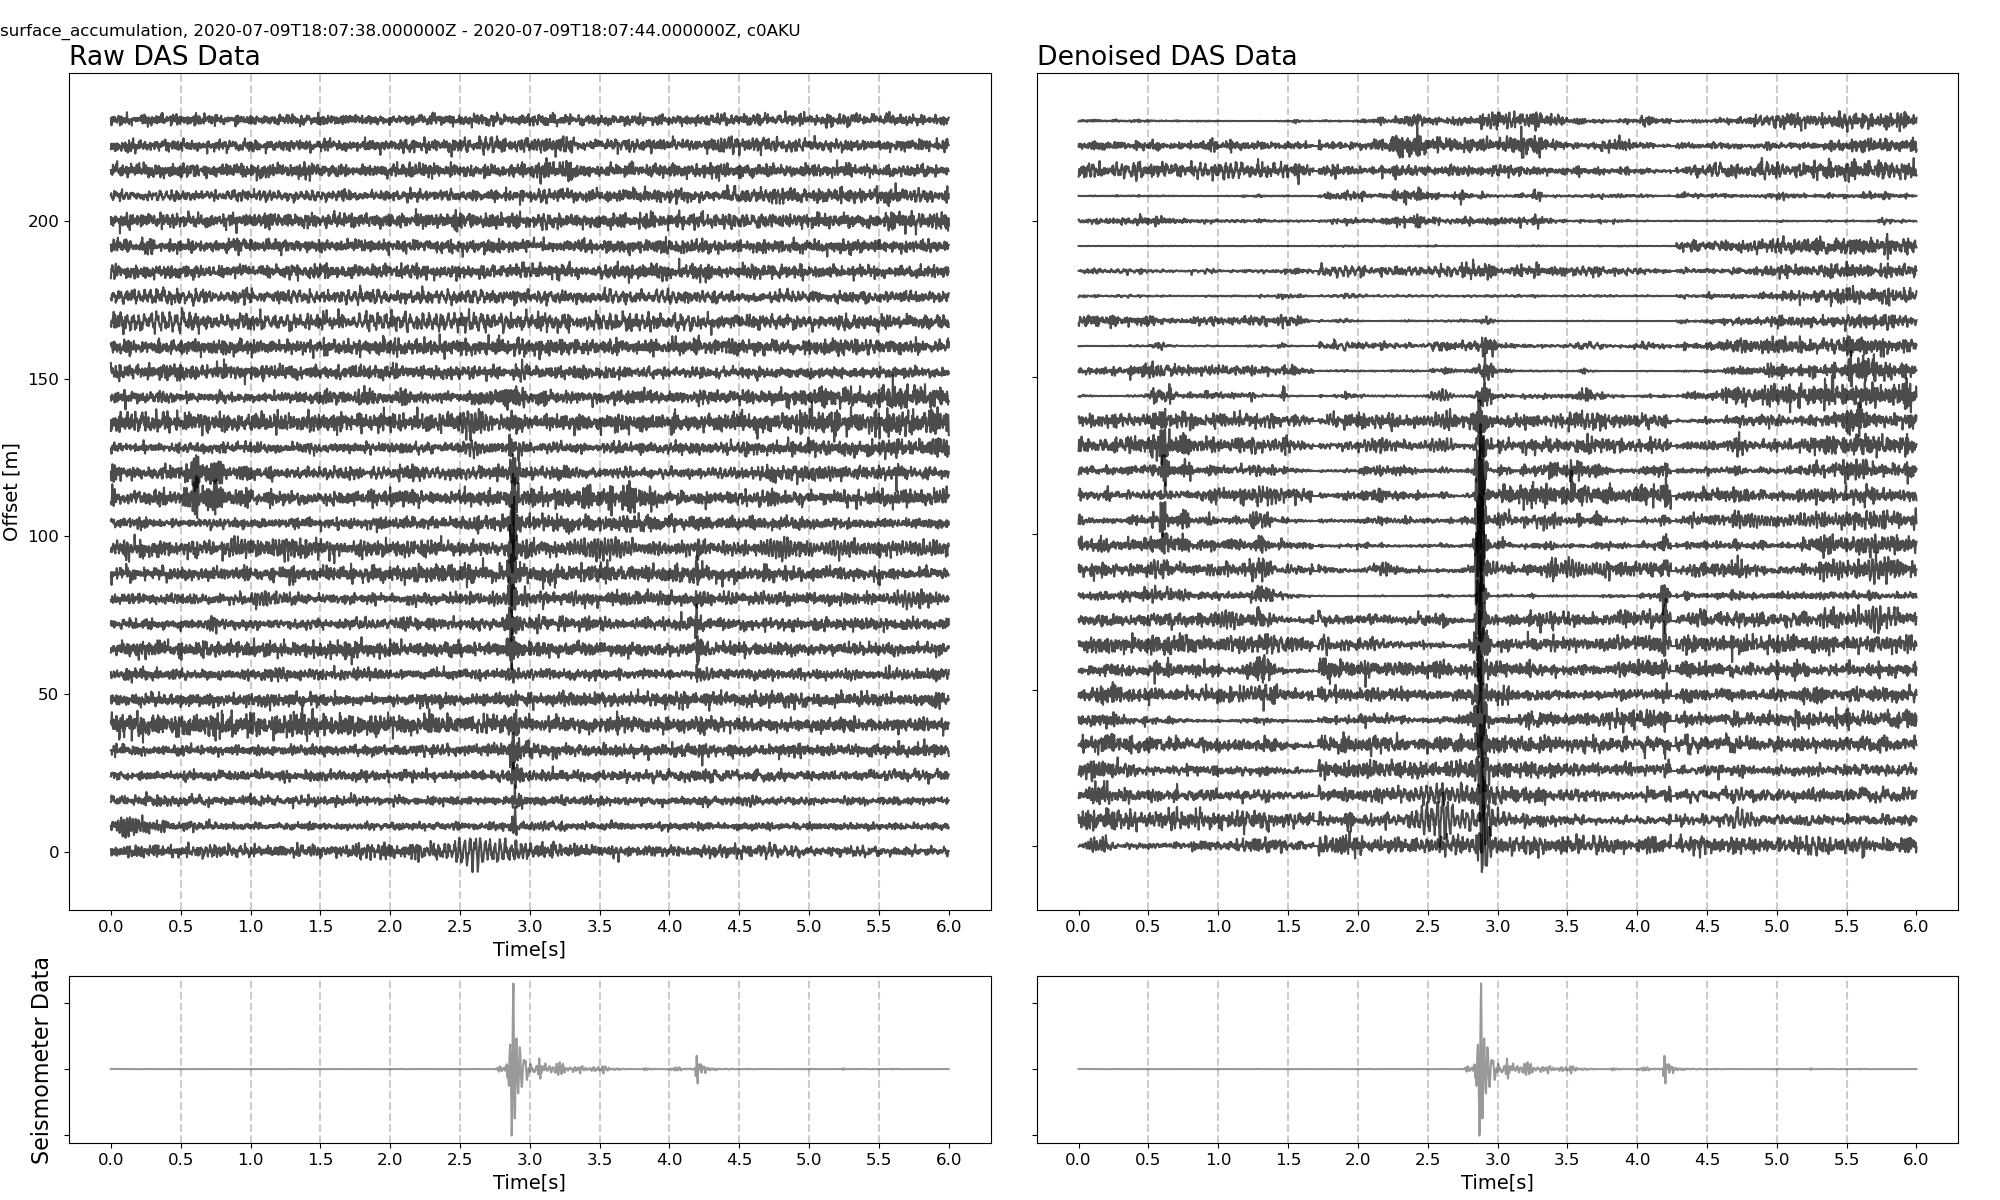 surface_accumulation, 2020-07-09T18:07:38.000000Z - 2020-07-09T18:07:44.000000Z, c0AKU
Raw DAS Data
Denoised DAS Data
Offset [m]
200
150
100
50
0
0.0 0.5 1.0 1.5 2.0 2.5 3.0 3.5 4.0 4.5 5.0 5.5 6.0
Time[s]
0.0 0.5 1.0 1.5 2.0 2.5 3.0 3.5 4.0 4.5 5.0 5.5 6.0
Seismometer Data
0.0 0.5 1.0 1.5 2.0 2.5 3.0 3.5 4.0 4.5 5.0 5.5 6.0
Time[s]
0.0 0.5 1.0 1.5 2.0 2.5 3.0 3.5 4.0 4.5 5.0 5.5 6.0
Time[s]